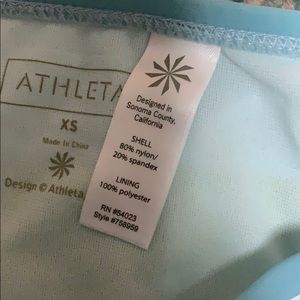 ATHLETA
XS
Made in China
Design © Athleta
Designed in
Sonoma County,
California
SHELL
80% nylon/
20% spandex
LINING
100% polyester
RN #54023
Style #758959